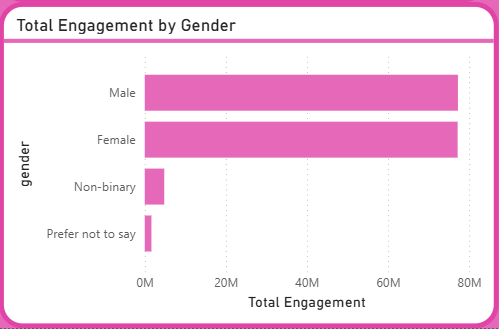 Total Engagement by Gender
gender
Male
Female
Non-binary
Prefer not to say
0M 20M 40M 60M 80M
Total Engagement